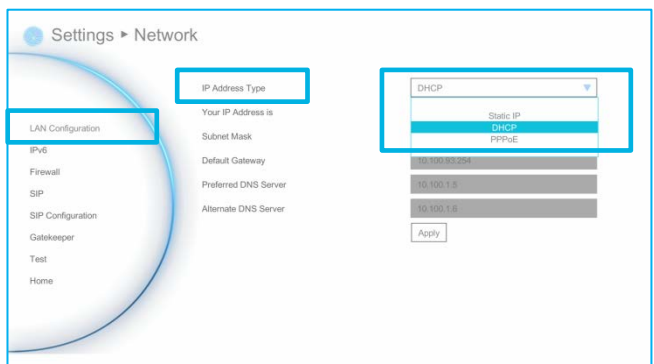 Settings ▸ Network
IP Address Type
DHCP
Static IP
DHCP
PPPoE
Your IP Address is
Subnet Mask
Default Gateway
10.100.93.254
Preferred DNS Server
10.100.1.5
Alternate DNS Server
10.100.1.6
Apply
LAN Configuration
IPv6
Firewall
SIP
SIP Configuration
Gatekeeper
Test
Home